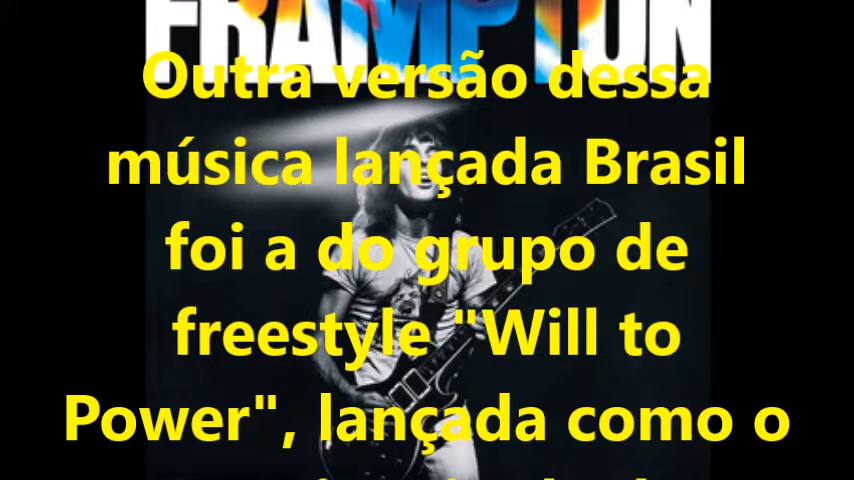 FRAMPTON
Outra versão dessa
música lançada Brasil
foi a do grupo de
freestyle "Will to
Power", lançada como o